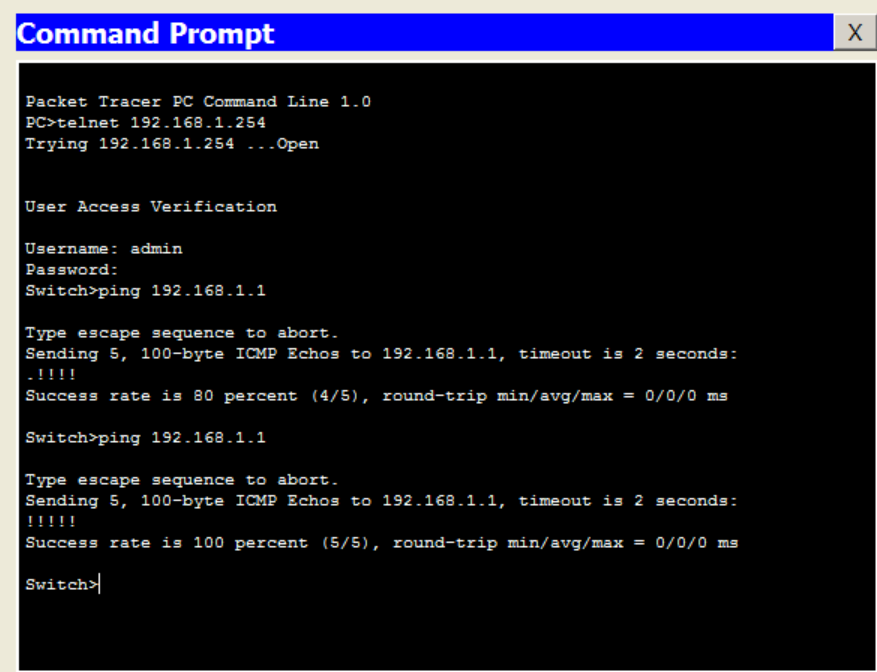 Command Prompt
X
Packet Tracer PC Command Line 1.0
PC>telnet 192.168.1.254
Trying 192.168.1.254 ...Open
User Access Verification
Username: admin
Password:
Switch>ping 192.168.1.1
Type escape sequence to abort.
Sending 5, 100-byte ICMP Echos to 192.168.1.1, timeout is 2 seconds:
.!!!!
Success rate is 80 percent (4/5), round-trip min/avg/max = 0/0/0 ms
Switch>ping 192.168.1.1
Type escape sequence to abort.
Sending 5, 100-byte ICMP Echos to 192.168.1.1, timeout is 2 seconds:
!!!!!
Success rate is 100 percent (5/5), round-trip min/avg/max = 0/0/0 ms
Switch>